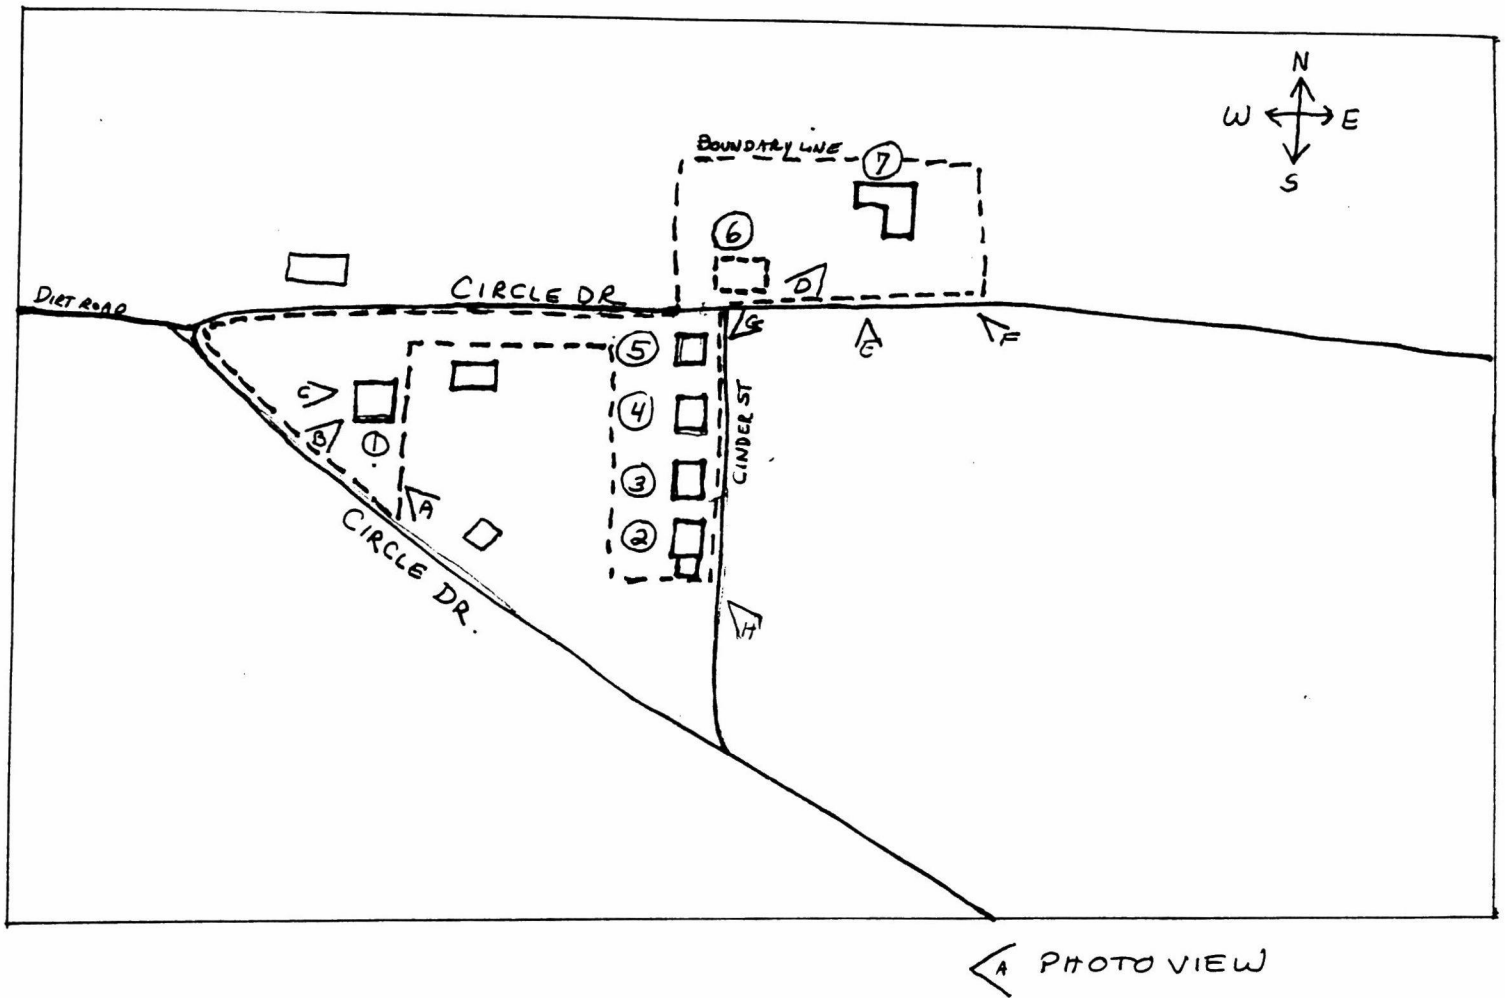 N
W E
S
BOUNDARY LINE
7
6
D
DIRT ROAD
CIRCLE DR
G
E
F
5
4
3
2
CINDER ST
C
B
1
A
CIRCLE DR.
H
A PHOTO VIEW